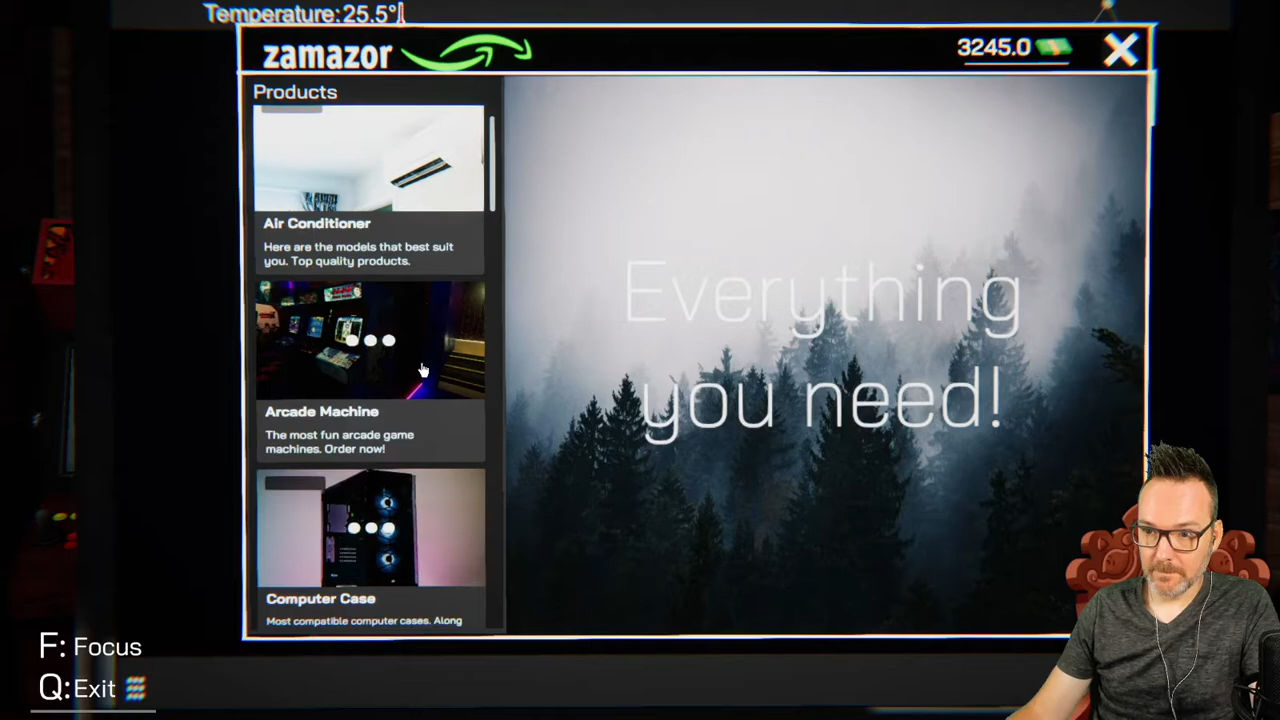 Temperature: 25.5°
zamazor
3245.0
Products
Air Conditioner
Here are the models that best suit
you. Top quality products.
Arcade Machine
The most fun arcade game
machines. Order now!
Computer Case
Most compatible computer cases. Along
Everything
you need!
F: Focus
Q: Exit